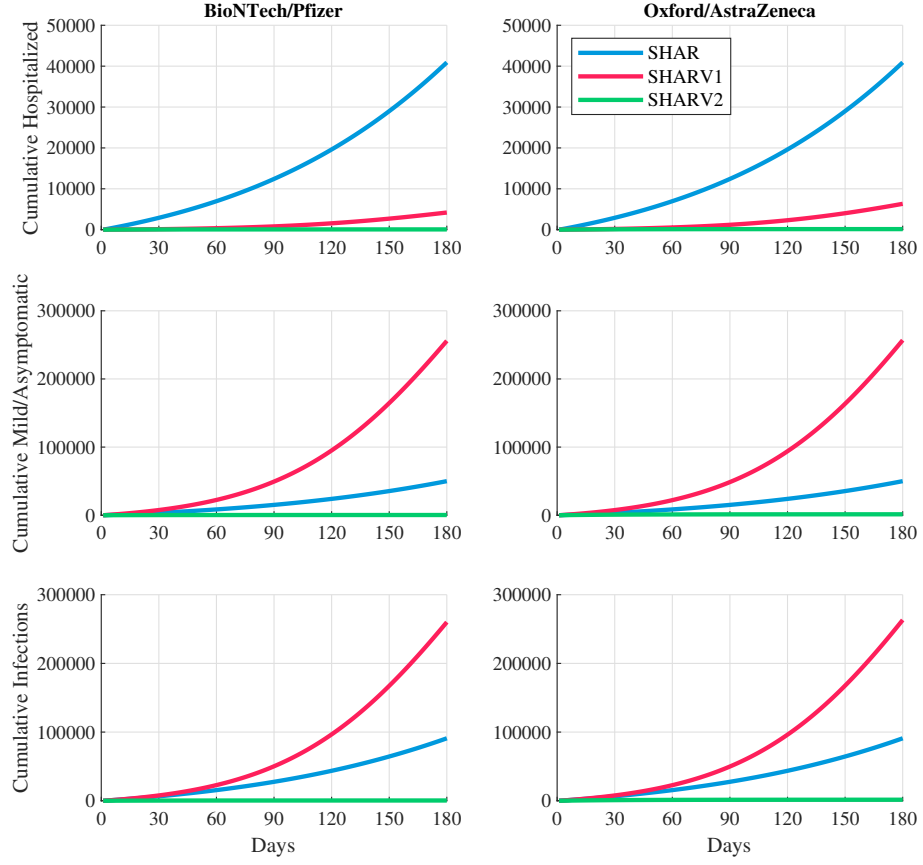 BioNTech/Pfizer
Oxford/AstraZeneca
Cumulative Hospitalized
50000
40000
30000
20000
10000
0
0 30 60 90 120 150 180
50000
40000
30000
20000
10000
0
0 30 60 90 120 150 180
SHAR
SHARV1
SHARV2
Cumulative Mild/Asymptomatic
300000
200000
100000
0
0 30 60 90 120 150 180
300000
200000
100000
0
0 30 60 90 120 150 180
Cumulative Infections
300000
200000
100000
0
0 30 60 90 120 150 180
Days
300000
200000
100000
0
0 30 60 90 120 150 180
Days